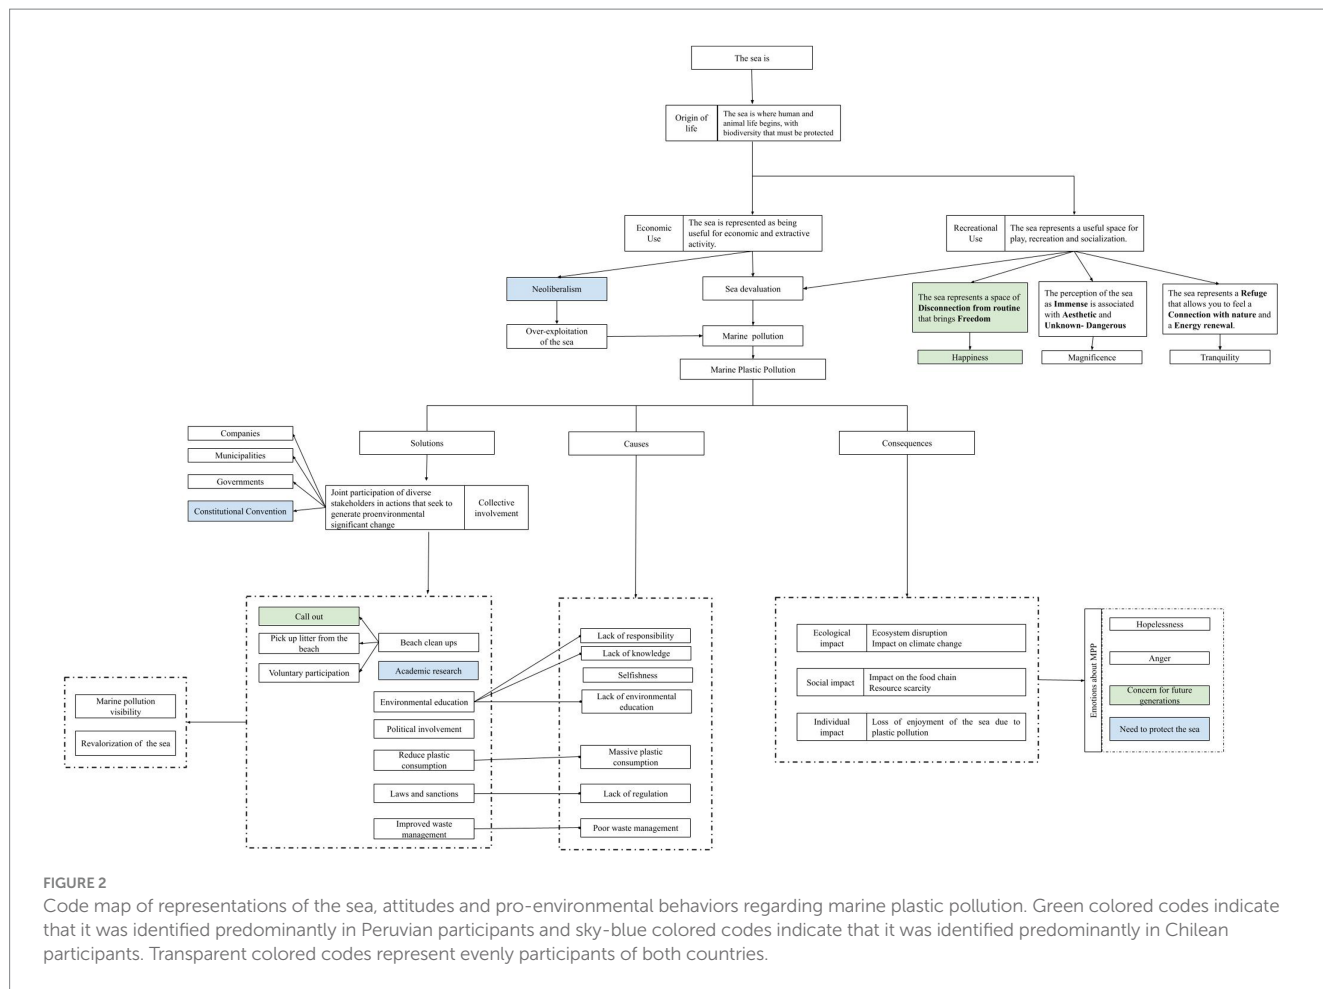 The sea is
Origin of
life
The sea is where human and
animal life begins, with
biodiversity that must be protected
Economic
Use
The sea is represented as being
useful for economic and extractive
activity.
Recreational
Use
The sea represents a useful space for
play, recreation and socialization.
Neoliberalism
Sea devaluation
The sea represents a space of
Disconnection from routine
that brings Freedom
The perception of the sea
as Immense is associated
with Aesthetic and
Unknown- Dangerous
The sea represents a Refuge
that allows you to feel a
Connection with nature and
a Energy renewal.
Over-exploitation
of the sea
Marine pollution
Happiness
Magnificence
Tranquility
Marine Plastic Pollution
Companies
Municipalities
Governments
Constitutional Convention
Solutions
Causes
Consequences
Joint participation of diverse
stakeholders in actions that seek to
generate proenvironmental
significant change
Collective
involvement
Call out
Pick up litter from the
beach
Voluntary participation
Beach clean ups
Academic research
Environmental education
Political involvement
Reduce plastic
consumption
Laws and sanctions
Improved waste
management
Marine pollution
visibility
Revalorization of the sea
Lack of responsibility
Lack of knowledge
Selfishness
Lack of environmental
education
Massive plastic
consumption
Lack of regulation
Poor waste management
Ecological
impact
Ecosystem disruption
Impact on climate change
Social impact
Impact on the food chain
Resource scarcity
Individual
impact
Loss of enjoyment of the sea due to
plastic pollution
Emotions about MPP
Hopelessness
Anger
Concern for future
generations
Need to protect the sea
FIGURE 2
Code map of representations of the sea, attitudes and pro-environmental behaviors regarding marine plastic pollution. Green colored codes indicate
that it was identified predominantly in Peruvian participants and sky-blue colored codes indicate that it was identified predominantly in Chilean
participants. Transparent colored codes represent evenly participants of both countries.